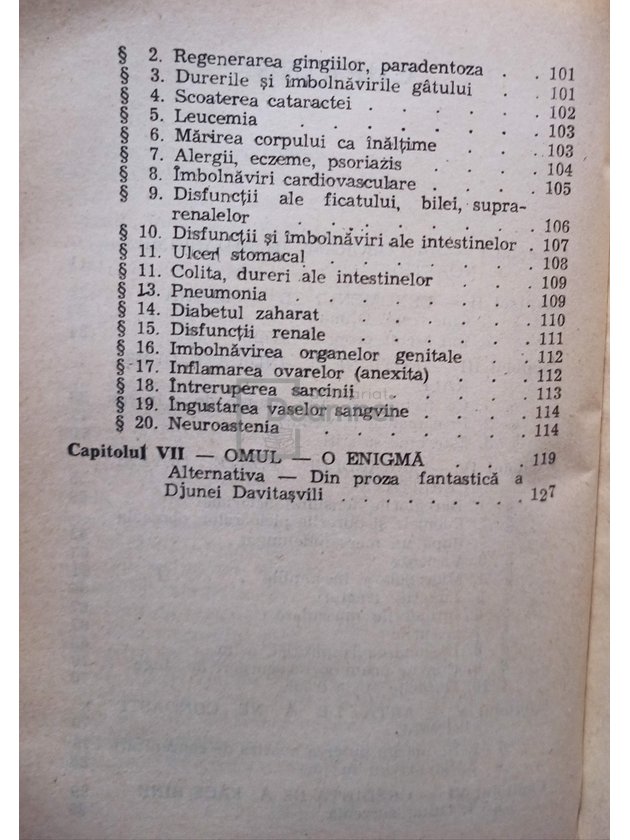 § 2. Regenerarea gingiilor, paradentoza . . 101
§ 3. Durerile și îmbolnăvirile gâtului . . 101
§ 4. Scoaterea cataractei . . . . . . 102
§ 5. Leucemia . . . . . . . 103
§ 6. Mărirea corpului ca înălțime . . . . 103
§ 7. Alergii, eczeme, psoriazis . . . . 104
§ 8. Îmbolnăviri cardiovasculare . . . . 105
§ 9. Disfuncții ale ficatului, bilei, supra-
renalelor . . . . . . . . 106
§ 10. Disfuncții și îmbolnăviri ale intestinelor . 107
§ 11. Ulcer stomacal . . . . . . 108
§ 11. Colita, dureri ale intestinelor . . . 109
§ 13. Pneumonia . . . . . . . 109
§ 14. Diabetul zaharat . . . . . . 110
§ 15. Disfuncții renale . . . . . . 111
§ 16. Imbolnăvirea organelor genitale . . . 112
§ 17. Inflamarea ovarelor (anexita) . . . 112
§ 18. Întreruperea sarcinii . . . . . 113
§ 19. Îngustarea vaselor sangvine . . . . 114
§ 20. Neuroastenia . . . . . . 114
Capitolul VII — OMUL — O ENIGMĂ . . . 119
Alternativa — Din proza fantastică a
Djunei Davitașvili . . . . . . . . 127